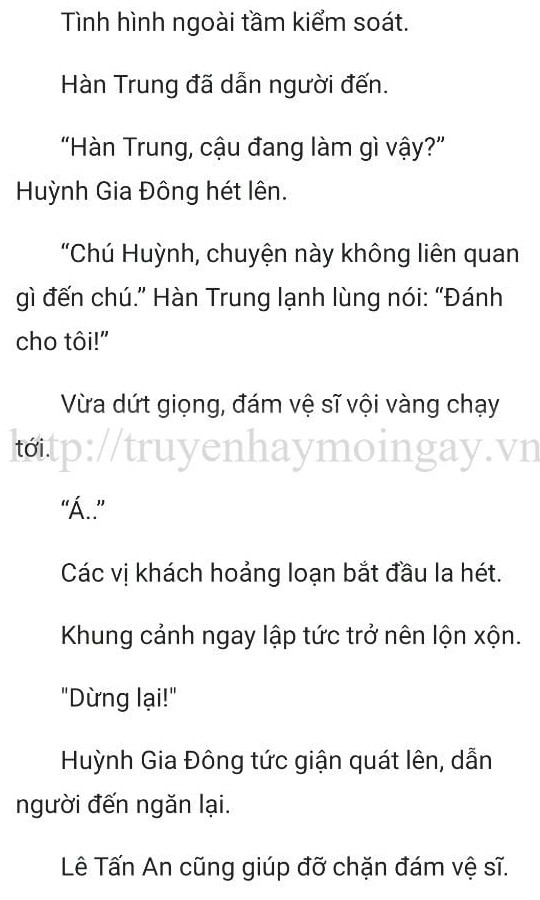 Tình hình ngoài tầm kiểm soát.
Hàn Trung đã dẫn người đến.
“Hàn Trung, cậu đang làm gì vậy?”
Huỳnh Gia Đông hét lên.
“Chú Huỳnh, chuyện này không liên quan
gì đến chú.” Hàn Trung lạnh lùng nói: “Đánh
cho tôi!”
Vừa dứt giọng, đám vệ sĩ vội vàng chạy
tới.
http://truyenhaymoingay.vn
“Á..”
Các vị khách hoảng loạn bắt đầu la hét.
Khung cảnh ngay lập tức trở nên lộn xộn.
"Dừng lại!"
Huỳnh Gia Đông tức giận quát lên, dẫn
người đến ngăn lại.
Lê Tấn An cũng giúp đỡ chặn đám vệ sĩ.